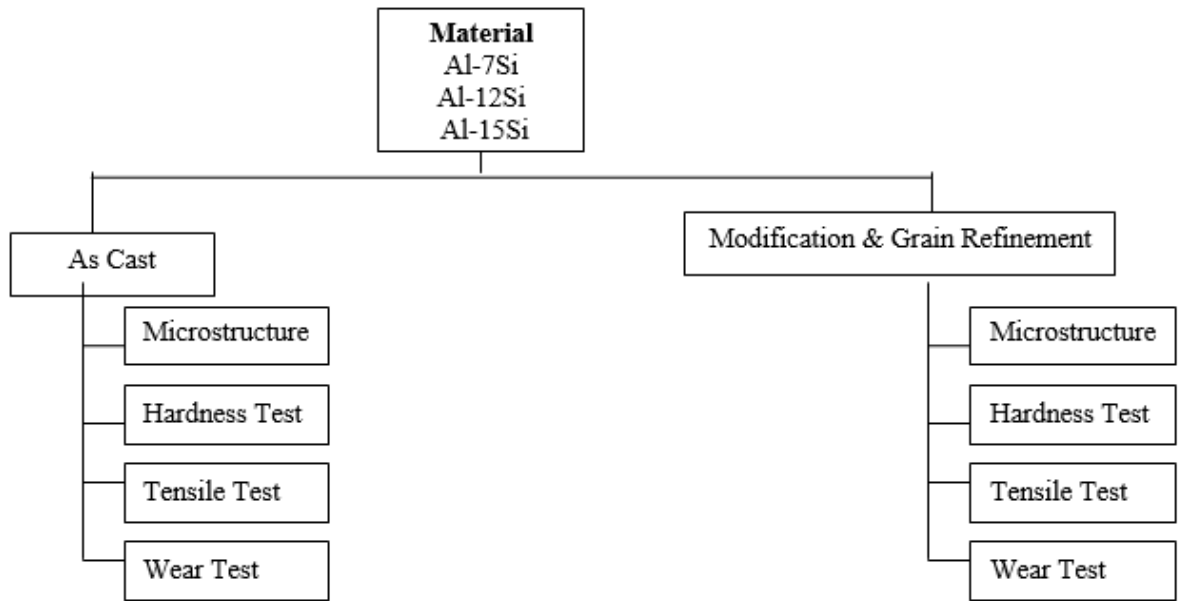 Material
Al-7Si
Al-12Si
Al-15Si
As Cast
Modification & Grain Refinement
Microstructure
Hardness Test
Tensile Test
Wear Test
Microstructure
Hardness Test
Tensile Test
Wear Test